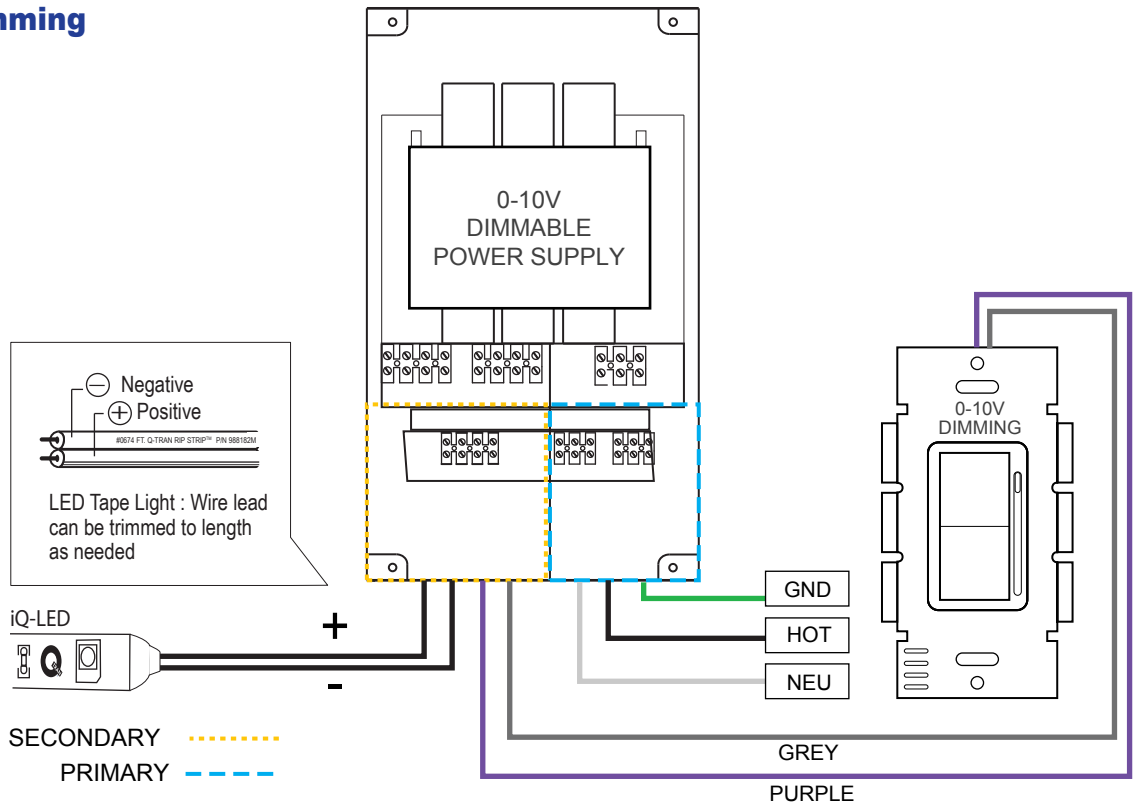 mming
0-10V
DIMMABLE
POWER SUPPLY
Negative
Positive
#0674 FT. Q-TRAN RIP STRIP™ P/N 988182M
LED Tape Light : Wire lead
can be trimmed to length
as needed
0-10V
DIMMING
iQ-LED
Q
+
-
GND
HOT
NEU
SECONDARY
PRIMARY
GREY
PURPLE